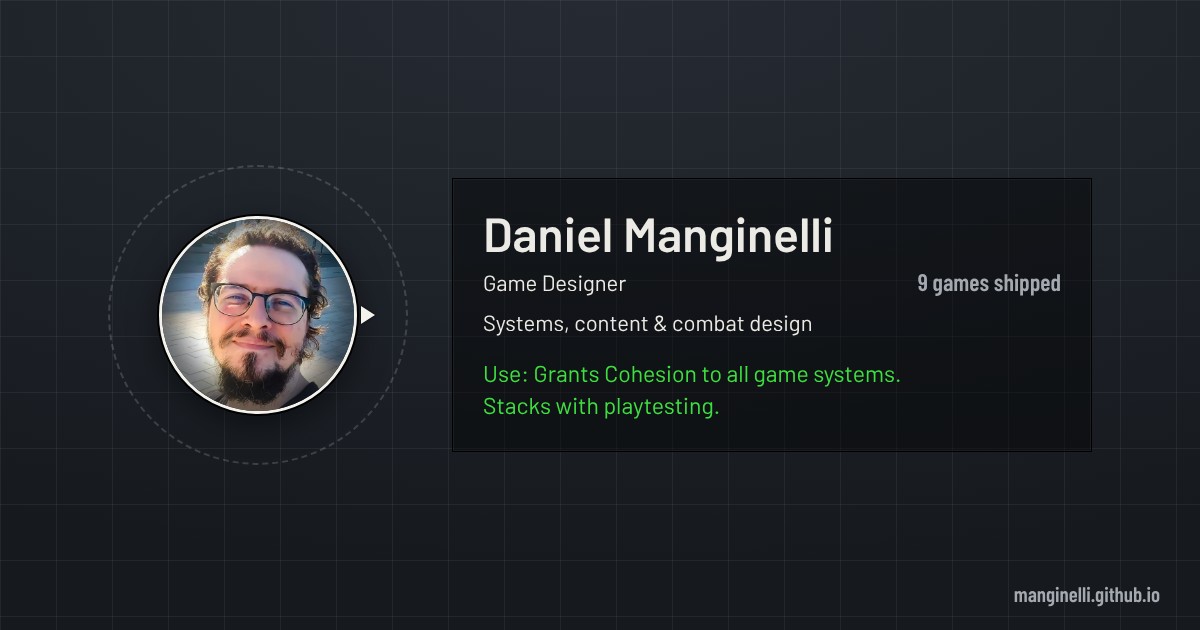 Daniel Manginelli
Game Designer
9 games shipped
Systems, content & combat design
Use: Grants Cohesion to all game systems.
Stacks with playtesting.
manginelli.github.io